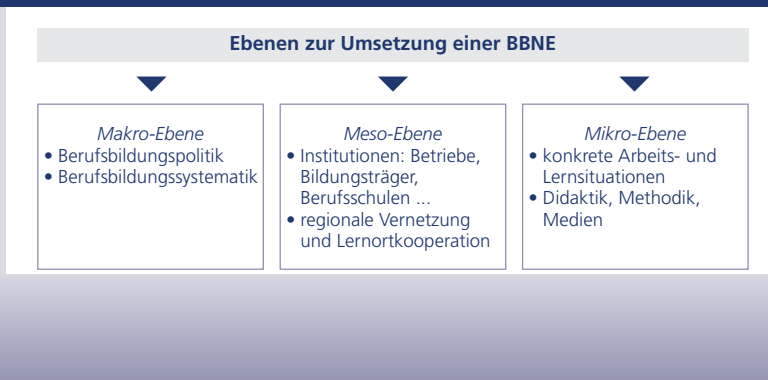 Ebenen zur Umsetzung einer BBNE
Makro-Ebene
• Berufsbildungspolitik
• Berufsbildungssystematik
Meso-Ebene
• Institutionen: Betriebe,
Bildungsträger,
Berufsschulen ...
• regionale Vernetzung
und Lernortkooperation
Mikro-Ebene
• konkrete Arbeits- und
Lernsituationen
• Didaktik, Methodik,
Medien